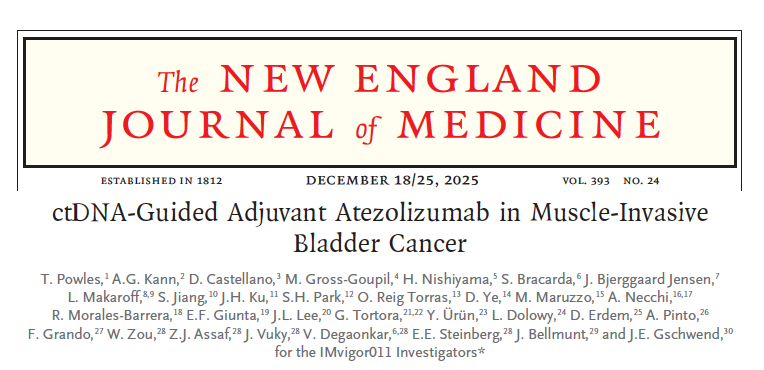 The NEW ENGLAND
JOURNAL of MEDICINE
ESTABLISHED IN 1812 DECEMBER 18/25, 2025 VOL. 393 NO. 24
ctDNA-Guided Adjuvant Atezolizumab in Muscle-Invasive
Bladder Cancer
T. Powles,1 A.G. Kann,2 D. Castellano,3 M. Gross-Goupil,4 H. Nishiyama,5 S. Bracarda,6 J. Bjerggaard Jensen,7
L. Makaroff,8,9 S. Jiang,10 J.H. Ku,11 S.H. Park,12 O. Reig Torras,13 D. Ye,14 M. Maruzzo,15 A. Necchi,16,17
R. Morales-Barrera,18 E.F. Giunta,19 J.L. Lee,20 G. Tortora,21,22 Y. Ürün,23 L. Dolowy,24 D. Erdem,25 A. Pinto,26
F. Grando,27 W. Zou,28 Z.J. Assaf,28 J. Vuky,28 V. Degaonkar,6,28 E.E. Steinberg,28 J. Bellmunt,29 and J.E. Gschwend,30
for the IMvigor011 Investigators*